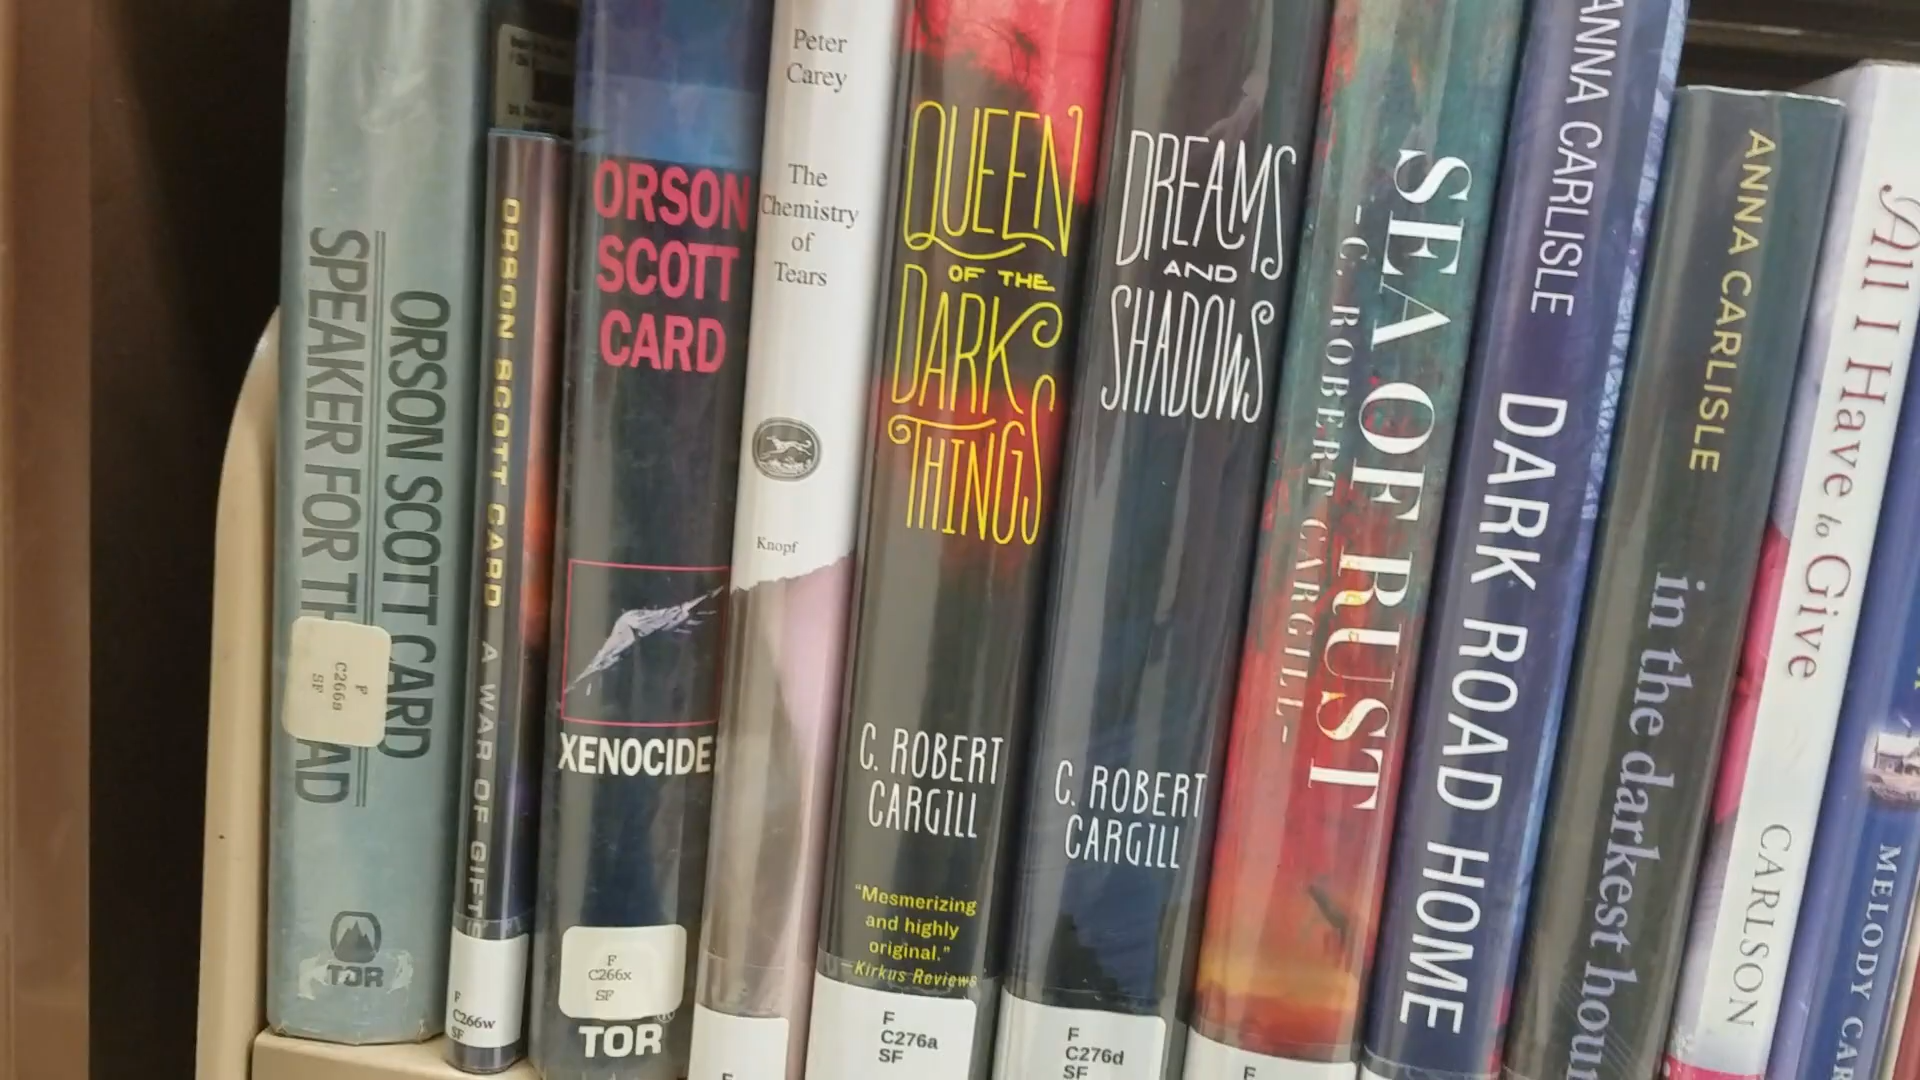 ORSON SCOTT CARD
SPEAKER FOR TH
AD
F
C266s
SF
TOR
ORSON SCOTT CARD A WAR OF GIFTS
F
C266w
SF
ORSON
SCOTT
CARD
XENOCIDE
F
C266x
SF
TOR
Peter
Carey
The
Chemistry
of
Tears
Knopf
F
QUEEN
OF THE
DARK
THINGS
C. ROBERT
CARGILL
"Mesmerizing
and highly
original."
—Kirkus Reviews
F
C276a
SF
DREAMS
AND
SHADOWS
C. ROBERT
CARGILL
F
C276d
SF
SEA OF RUST
- C. ROBERT CARGILL -
F
ANNA CARLISLE DARK ROAD HOME
ANNA CARLISLE in the darkest hour
All I Have to Give CARLSON
MELODY CAR